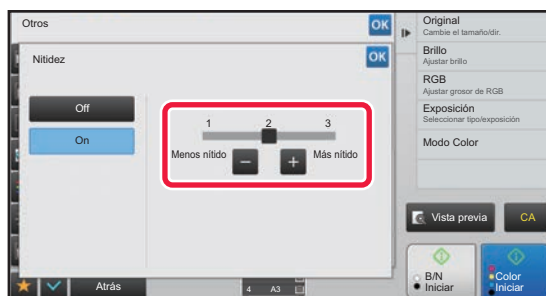 Otros
OK
Nitidez
OK
Off
On
1 2 3
Menos nítido
Más nítido
Atrás
4 A3
Original
Cambie el tamaño/dir.
Brillo
Ajustar brillo
RGB
Ajustar grosor de RGB
Exposición
Seleccionar tipo/exposición
Modo Color
Vista previa
CA
B/N
Iniciar
Color
Iniciar